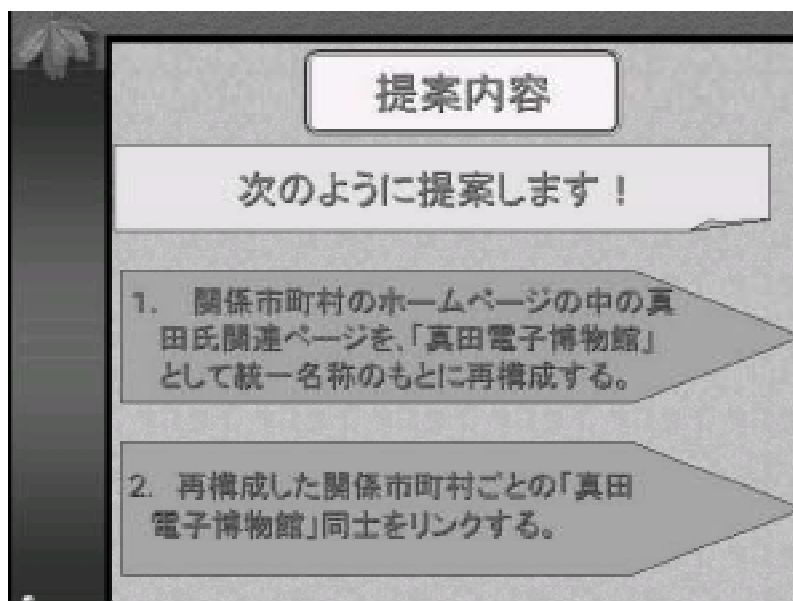 提案内容
次のように提案します！
1. 関係市町村のホームページの中の真
田氏関連ページを、「真田電子博物館」
として統一名称のもとに再構成する。
2. 再構成した関係市町村ごとの「真田
電子博物館」同士をリンクする。